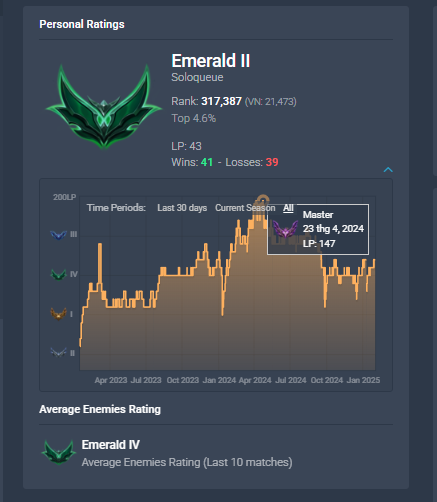 Personal Ratings
Emerald II
Soloqueue
Rank: 317,387 (VN: 21,473)
Top 4.6%
LP: 43
Wins: 41 - Losses: 39
200LP
Time Periods: Last 30 days Current Season All
Master
23 thg 4, 2024
LP: 147
III
IV
I
II
Apr 2023 Jul 2023 Oct 2023 Jan 2024 Apr 2024 Jul 2024 Oct 2024 Jan 2025
Average Enemies Rating
Emerald IV
Average Enemies Rating (Last 10 matches)